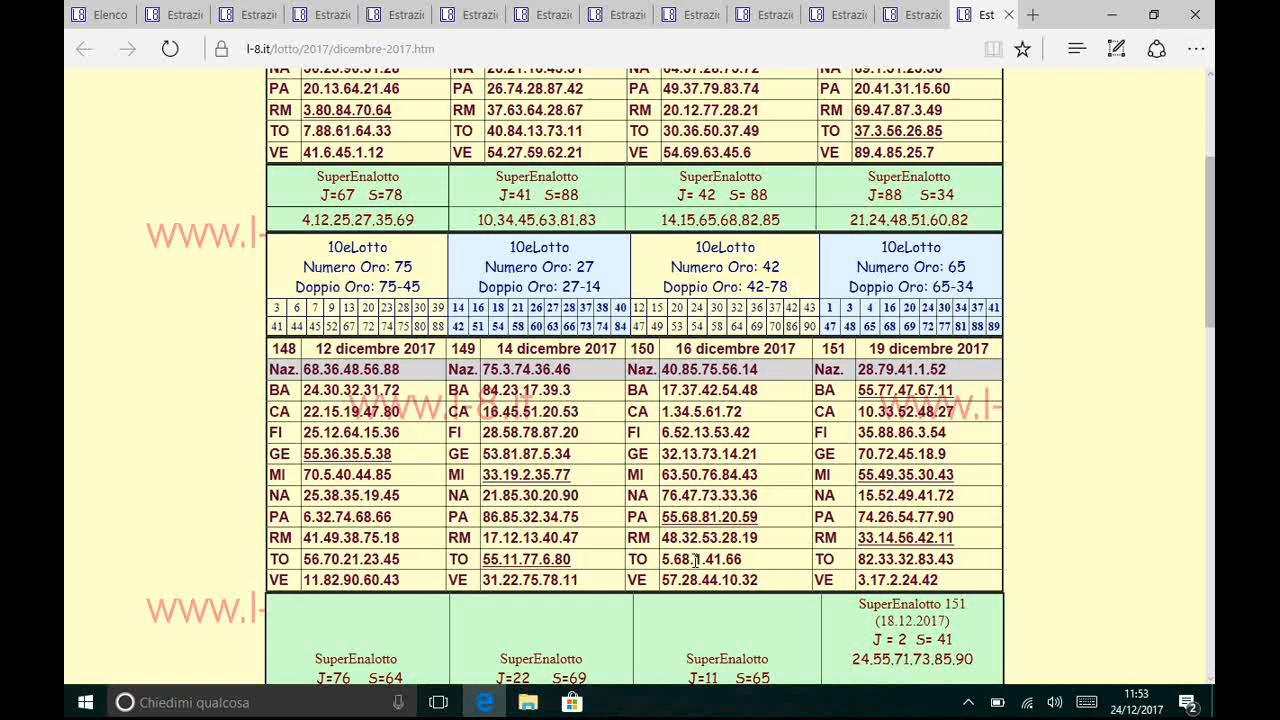 Elenco Estrazio Estrazio Estrazio Estrazio Estrazio Estrazio Estrazio Estrazio Estrazio Estrazio Estrazio Est
l-8.it/lotto/2017/dicembre-2017.htm
PA 20.13.64.21.46 PA 26.74.28.87.42 PA 49.37.79.83.74 PA 20.41.31.15.60
RM 3.80.84.70.64 RM 37.63.64.28.67 RM 20.12.77.28.21 RM 69.47.87.3.49
TO 7.88.61.64.33 TO 40.84.13.73.11 TO 30.36.50.37.49 TO 37.3.56.26.85
VE 41.6.45.1.12 VE 54.27.59.62.21 VE 54.69.63.45.6 VE 89.4.85.25.7
SuperEnalotto SuperEnalotto SuperEnalotto SuperEnalotto
J=67 S=78 J=41 S=88 J= 42 S= 88 J=88 S=34
4.12.25.27.35.69 10.34.45.63.81.83 14.15.65.68.82.85 21.24.48.51.60.82
www.l-
10eLotto 10eLotto 10eLotto 10eLotto
Numero Oro: 75 Numero Oro: 27 Numero Oro: 42 Numero Oro: 65
Doppio Oro: 75-45 Doppio Oro: 27-14 Doppio Oro: 42-78 Doppio Oro: 65-34
3 6 7 9 13 20 23 28 30 39 14 16 18 21 26 27 28 35 38 40 12 15 20 24 30 32 36 37 42 43 1 3 4 16 20 24 30 34 37 41
41 44 45 52 67 72 74 75 80 88 42 51 54 58 60 63 66 73 74 84 47 49 53 54 56 69 70 78 86 90 47 48 65 68 69 72 77 81 88 89
148 12 dicembre 2017 149 14 dicembre 2017 150 16 dicembre 2017 151 19 dicembre 2017
Naz. 68.36.48.56.88 Naz. 75.3.74.36.46 Naz. 40.85.75.56.14 Naz. 28.79.41.1.52
BA 24.30.32.31.72 BA 84.23.17.39.3 BA 17.37.42.54.48 BA 55.77.47.67.11
www.l-8.it www.l-
CA 22.15.19.47.80 CA 16.45.51.20.53 CA 1.34.5.61.72 CA 10.33.52.48.27
FI 25.12.64.15.36 FI 28.58.78.87.20 FI 6.52.13.53.42 FI 35.88.86.3.54
GE 55.36.35.5.38 GE 53.81.87.5.34 GE 32.13.73.14.21 GE 70.72.45.18.9
MI 70.5.40.44.85 MI 33.19.2.35.77 MI 63.50.76.84.43 MI 55.49.35.30.43
NA 25.38.35.19.45 NA 21.85.30.20.90 NA 76.47.73.33.36 NA 15.52.49.41.72
PA 6.32.74.68.66 PA 86.85.32.34.75 PA 55.68.81.20.59 PA 74.26.54.77.90
RM 41.49.38.75.18 RM 17.12.13.40.47 RM 48.32.53.28.19 RM 33.14.56.42.11
TO 56.70.21.23.45 TO 55.11.77.6.80 TO 5.68.1.41.66 TO 82.33.32.83.43
VE 11.82.90.60.43 VE 31.22.75.78.11 VE 57.28.44.10.32 VE 3.17.2.24.42
www.l-
SuperEnalotto 151
(18.12.2017)
J = 2 S= 41
24.55.71.73.85.90
SuperEnalotto SuperEnalotto SuperEnalotto
J=76 S=64 J=22 S=69 J=11 S=65
Chiedimi qualcosa
11:53
24/12/2017
2